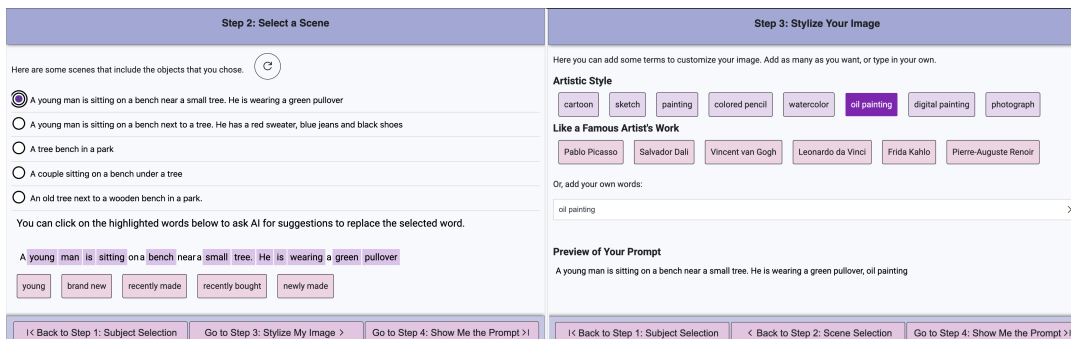 Step 2: Select a Scene
Here are some scenes that include the objects that you chose.
A young man is sitting on a bench near a small tree. He is wearing a green pullover
A young man is sitting on a bench next to a tree. He has a red sweater, blue jeans and black shoes
A tree bench in a park
A couple sitting on a bench under a tree
An old tree next to a wooden bench in a park.
You can click on the highlighted words below to ask AI for suggestions to replace the selected word.
A young man is sitting on a bench near a small tree. He is wearing a green pullover
young brand new recently made recently bought newly made
|< Back to Step 1: Subject Selection Go to Step 3: Stylize My Image > Go to Step 4: Show Me the Prompt >|
Step 3: Stylize Your Image
Here you can add some terms to customize your image. Add as many as you want, or type in your own.
Artistic Style
cartoon sketch painting colored pencil watercolor oil painting digital painting photograph
Like a Famous Artist's Work
Pablo Picasso Salvador Dali Vincent van Gogh Leonardo da Vinci Frida Kahlo Pierre-Auguste Renoir
Or, add your own words:
oil painting
Preview of Your Prompt
A young man is sitting on a bench near a small tree. He is wearing a green pullover, oil painting
|< Back to Step 1: Subject Selection < Back to Step 2: Scene Selection Go to Step 4: Show Me the Prompt >|